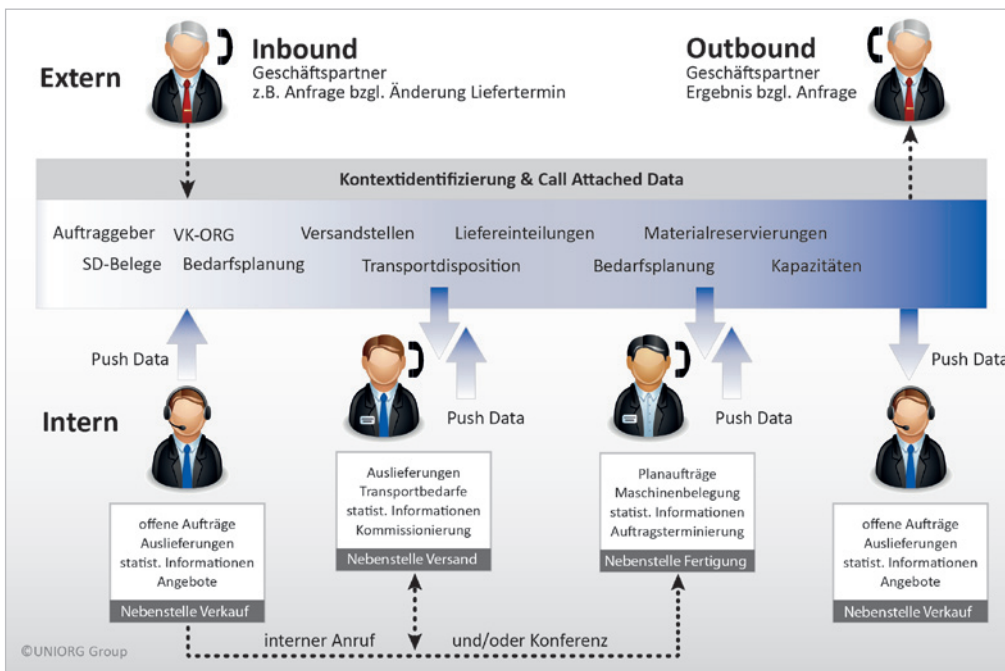 Extern
Inbound
Geschäftspartner
z.B. Anfrage bzgl. Änderung Liefertermin
Outbound
Geschäftspartner
Ergebnis bzgl. Anfrage
Kontextidentifizierung & Call Attached Data
Auftraggeber VK-ORG Versandstellen Liefereinteilungen Materialreservierungen
SD-Belege Bedarfsplanung Transportdisposition Bedarfsplanung Kapazitäten
Push Data
Push Data
Push Data
Push Data
Intern
offene Aufträge
Auslieferungen
statist. Informationen
Angebote
Nebenstelle Verkauf
Auslieferungen
Transportbedarfe
statist. Informationen
Kommissionierung
Nebenstelle Versand
Planaufträge
Maschinenbelegung
statist. Informationen
Auftragsterminierung
Nebenstelle Fertigung
offene Aufträge
Auslieferungen
statist. Informationen
Angebote
Nebenstelle Verkauf
interner Anruf und/oder Konferenz
©UNIORG Group